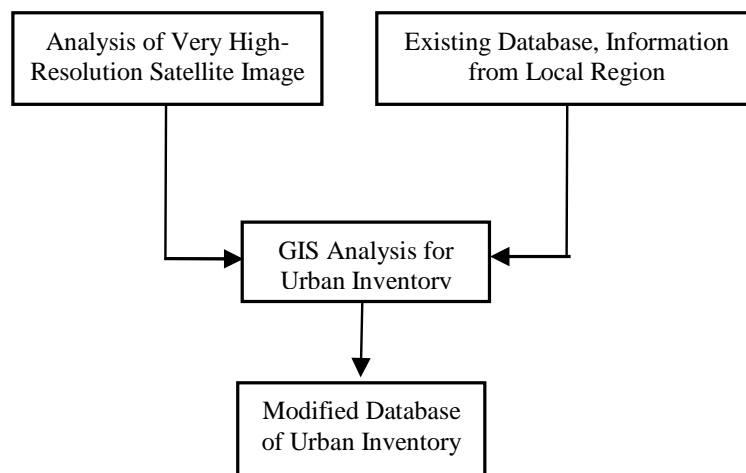 Analysis of Very High-
Resolution Satellite Image
Existing Database, Information
from Local Region
GIS Analysis for
Urban Inventory
Modified Database
of Urban Inventory